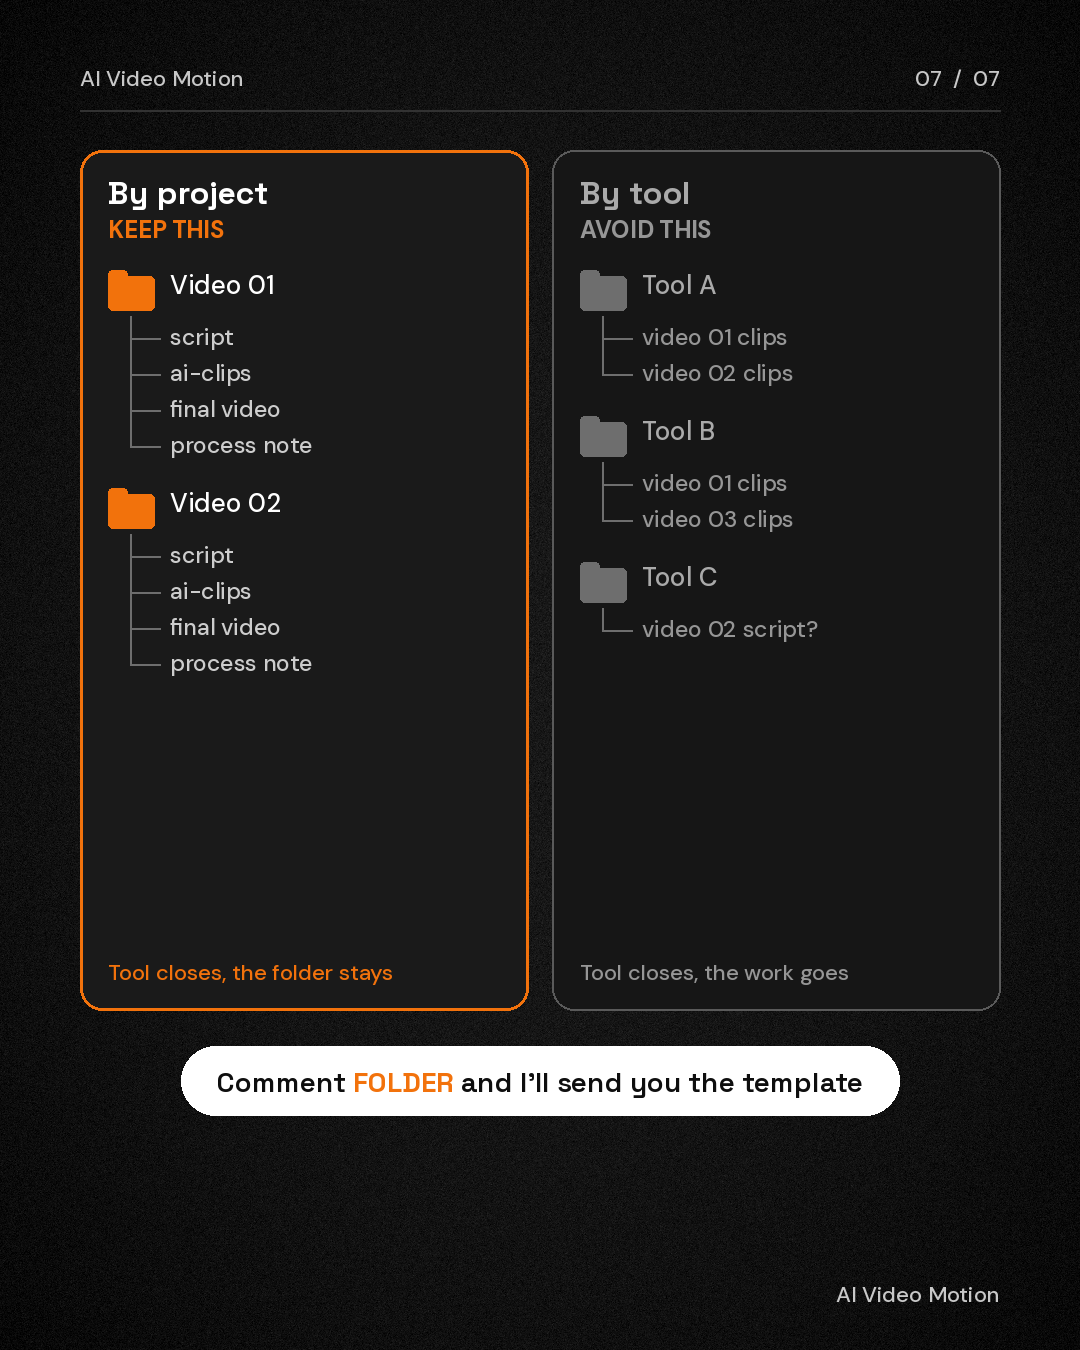 AI Video Motion
07 / 07
By project
KEEP THIS
Video 01
script
ai-clips
final video
process note
Video 02
script
ai-clips
final video
process note
Tool closes, the folder stays
By tool
AVOID THIS
Tool A
video 01 clips
video 02 clips
Tool B
video 01 clips
video 03 clips
Tool C
video 02 script?
Tool closes, the work goes
Comment FOLDER and I’ll send you the template
AI Video Motion